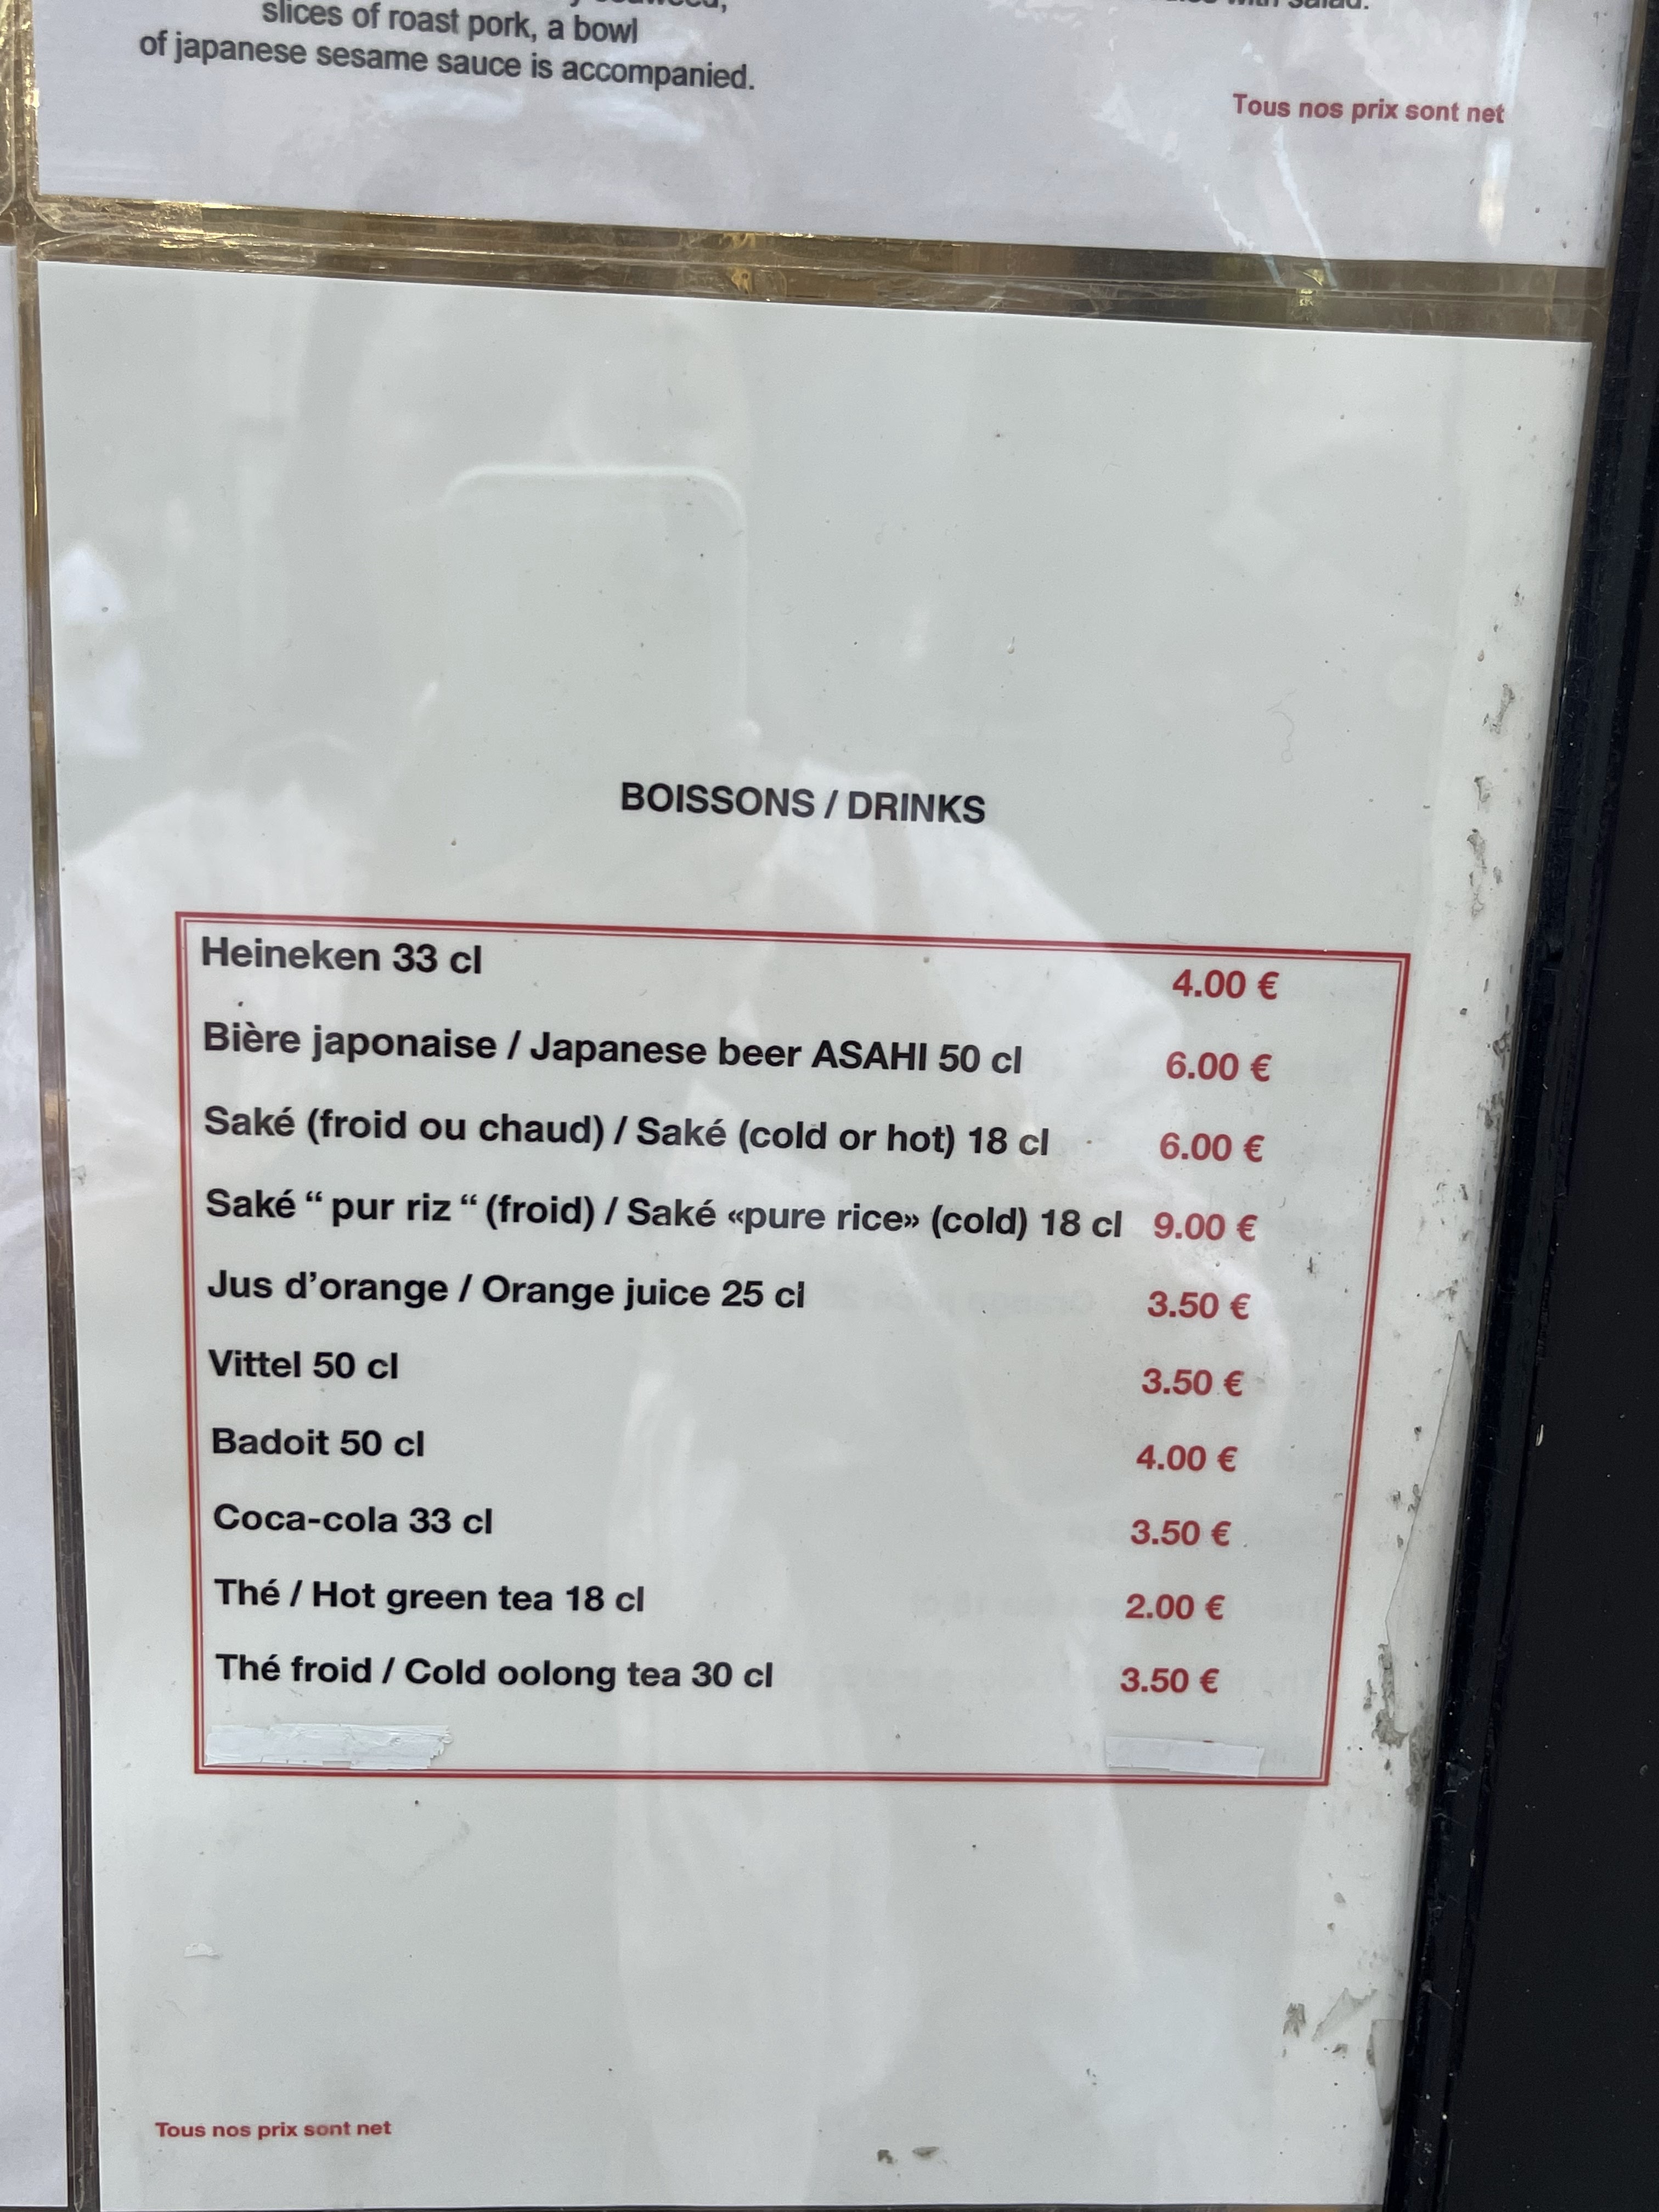 slices of roast pork, a bowl
of japanese sesame sauce is accompanied.
salad.
Tous nos prix sont net
BOISSONS / DRINKS
Heineken 33 cl 4.00 €
Bière japonaise / Japanese beer ASAHI 50 cl 6.00 €
Saké (froid ou chaud) / Saké (cold or hot) 18 cl 6.00 €
Saké “ pur riz “ (froid) / Saké «pure rice» (cold) 18 cl 9.00 €
Jus d’orange / Orange juice 25 cl 3.50 €
Vittel 50 cl 3.50 €
Badoit 50 cl 4.00 €
Coca-cola 33 cl 3.50 €
Thé / Hot green tea 18 cl 2.00 €
Thé froid / Cold oolong tea 30 cl 3.50 €
Tous nos prix sont net